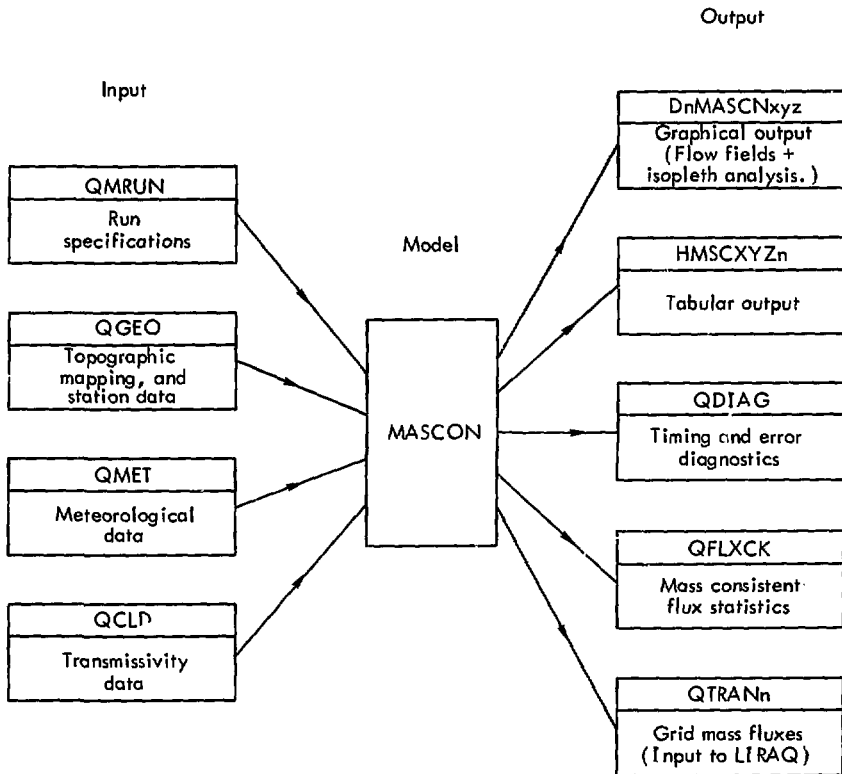 Output
Input
Model
QMRUN
Run
specifications
QGEO
Topographic
mapping, and
station data
QMET
Meteorological
data
QCLD
Transmissivity
data
MASCON
DnMASCNxyz
Graphical output
(Flow fields +
isopleth analysis.)
HMSCXYZn
Tabular output
QDIAG
Timing and error
diagnostics
QFLXCK
Mass consistent
flux statistics
QTRANn
Grid mass fluxes
(Input to LIRAQ)